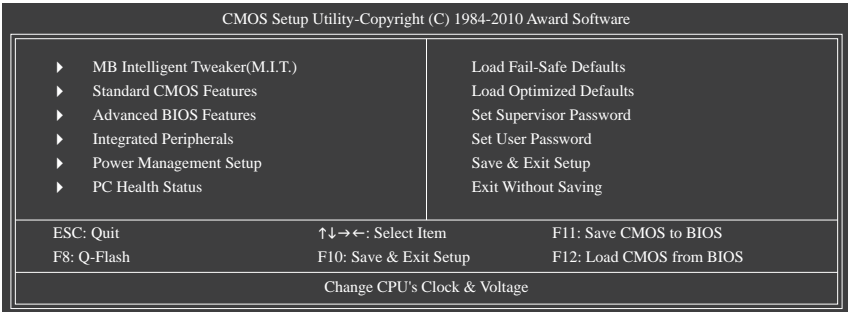 CMOS Setup Utility-Copyright (C) 1984-2010 Award Software
MB Intelligent Tweaker(M.I.T.)
Standard CMOS Features
Advanced BIOS Features
Integrated Peripherals
Power Management Setup
PC Health Status
Load Fail-Safe Defaults
Load Optimized Defaults
Set Supervisor Password
Set User Password
Save & Exit Setup
Exit Without Saving
ESC: Quit
↑↓→←: Select Item
F11: Save CMOS to BIOS
F8: Q-Flash
F10: Save & Exit Setup
F12: Load CMOS from BIOS
Change CPU's Clock & Voltage